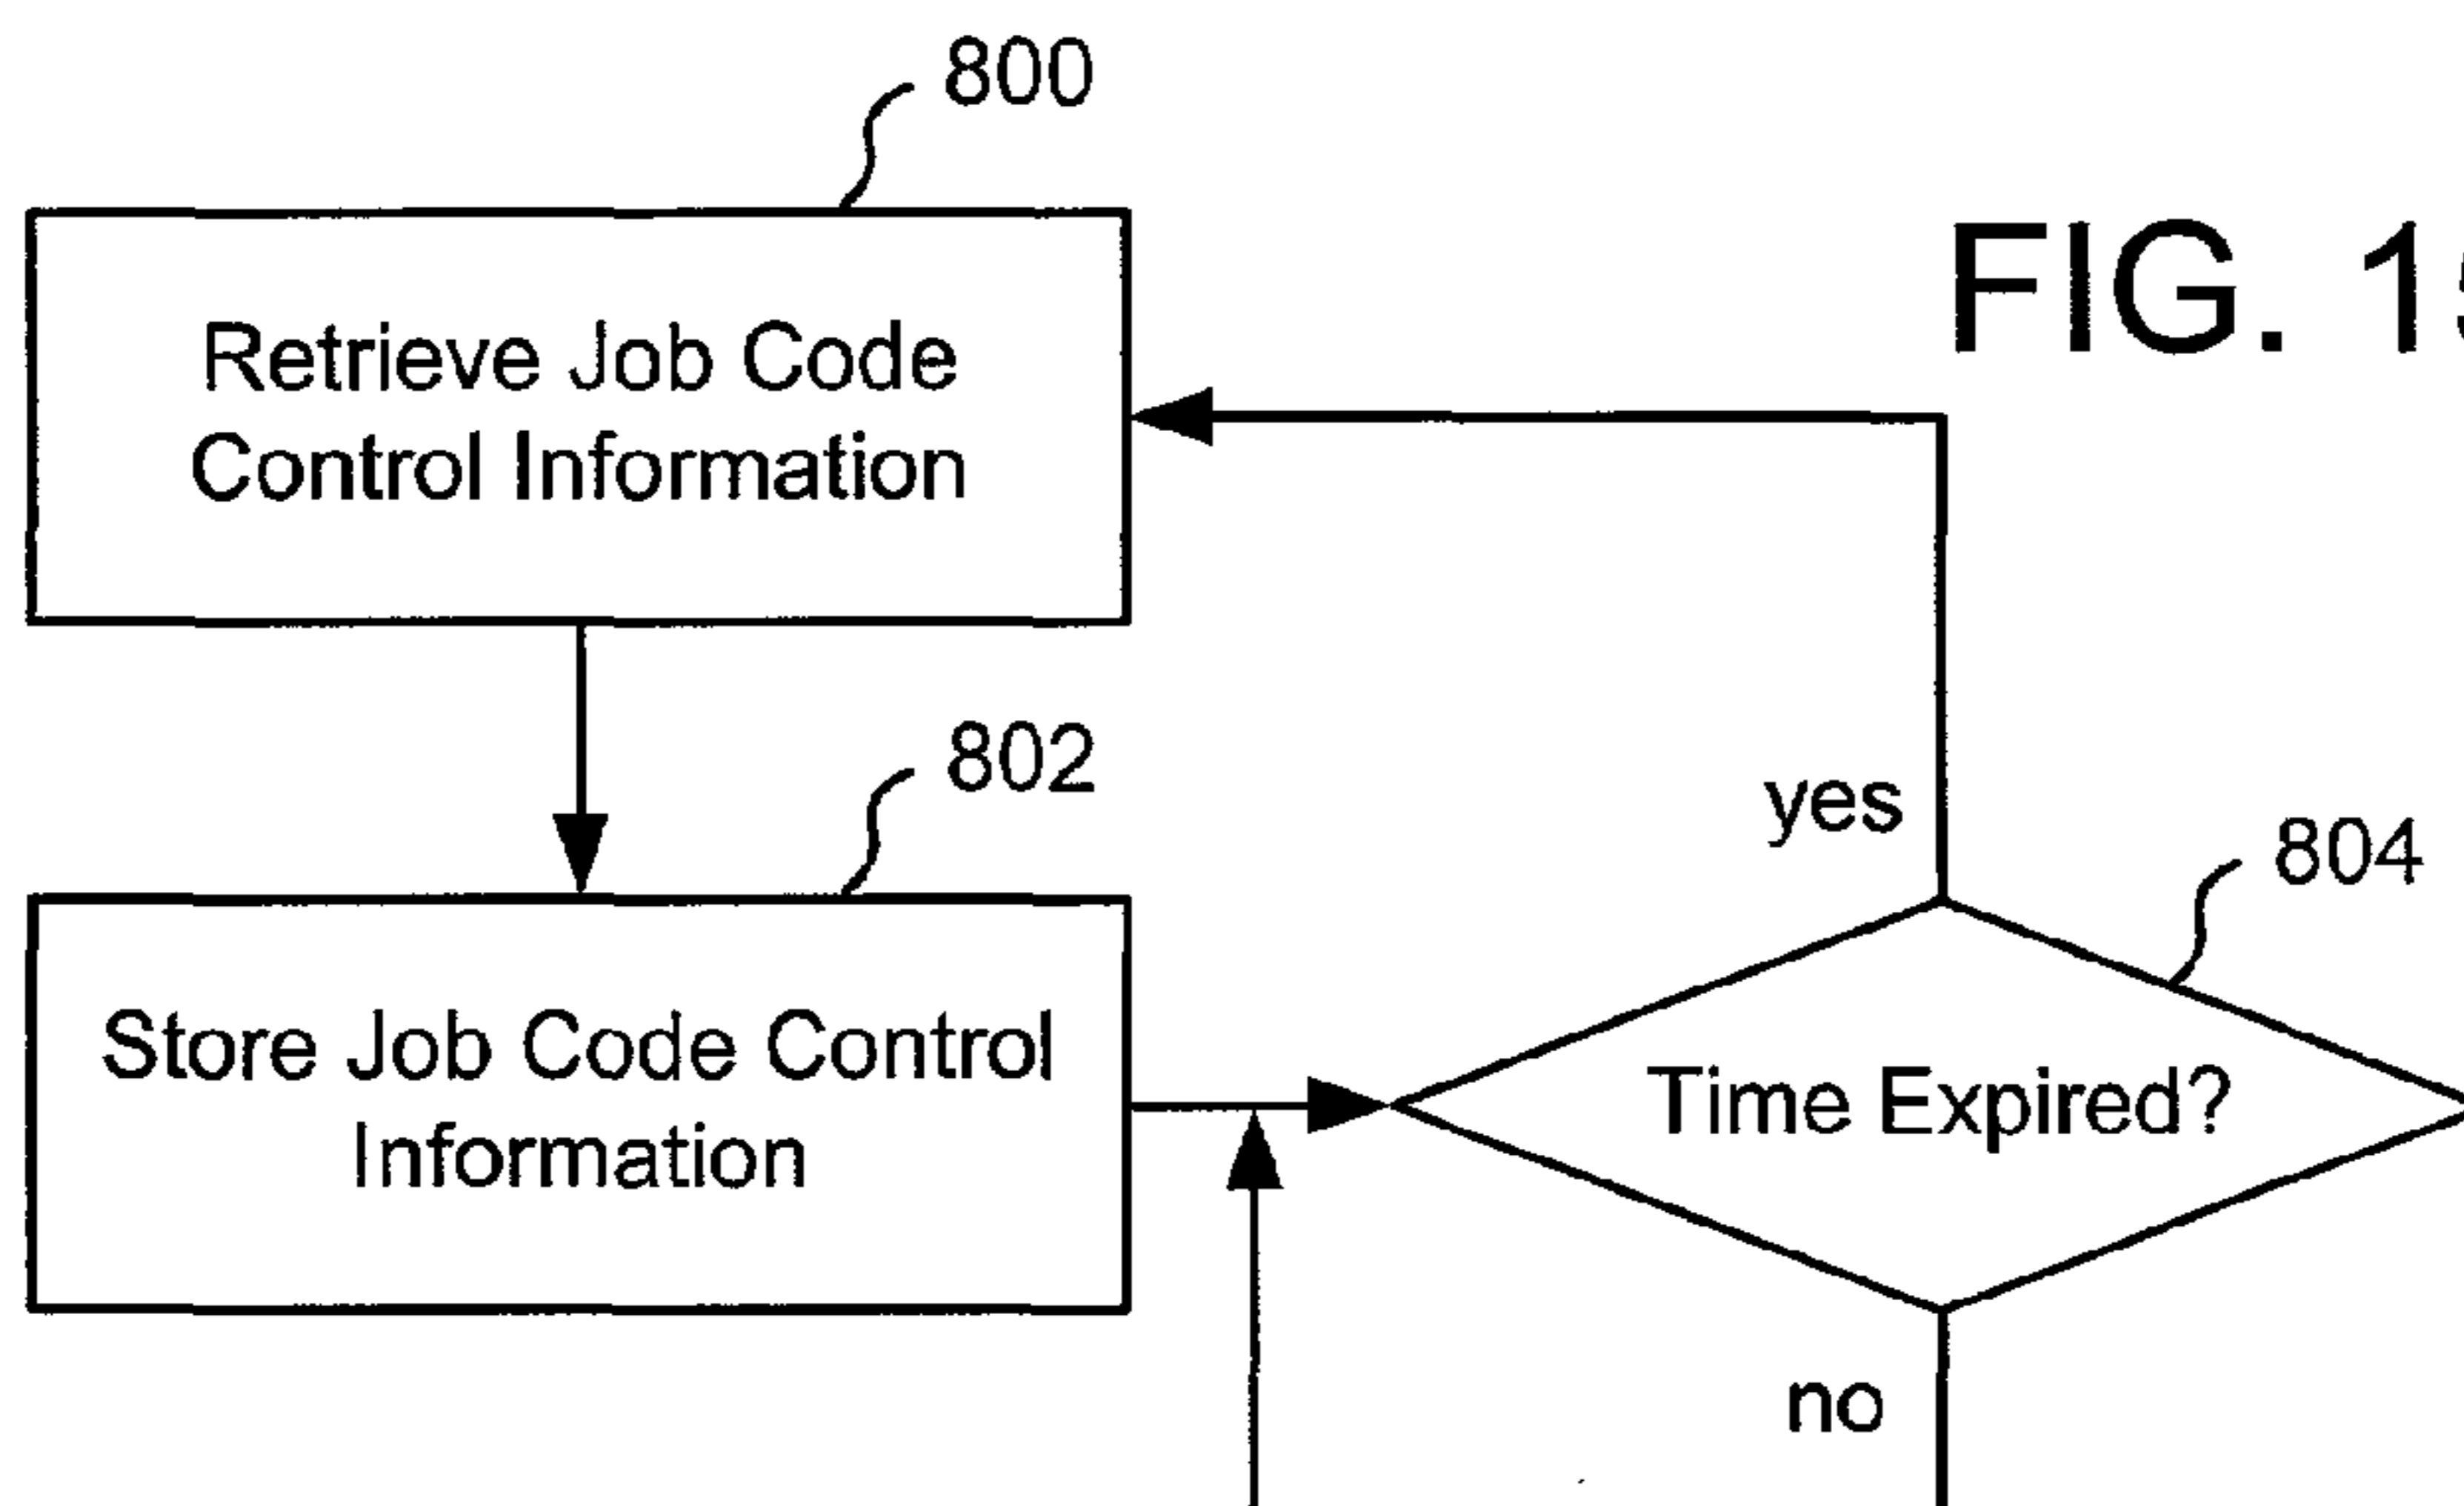 800
Retrieve Job Code
Control Information
FIG. 1
802
yes
804
Store Job Code Control
Information
Time Expired?
no